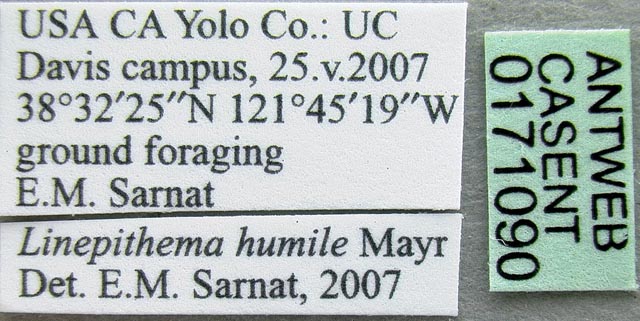 USA CA Yolo Co.: UC
Davis campus, 25.v.2007
38°32′25″N 121°45′19″W
ground foraging
E.M. Sarnat
Linepithema humile Mayr
Det. E.M. Sarnat, 2007
ANTWEB
CASENT
0171090